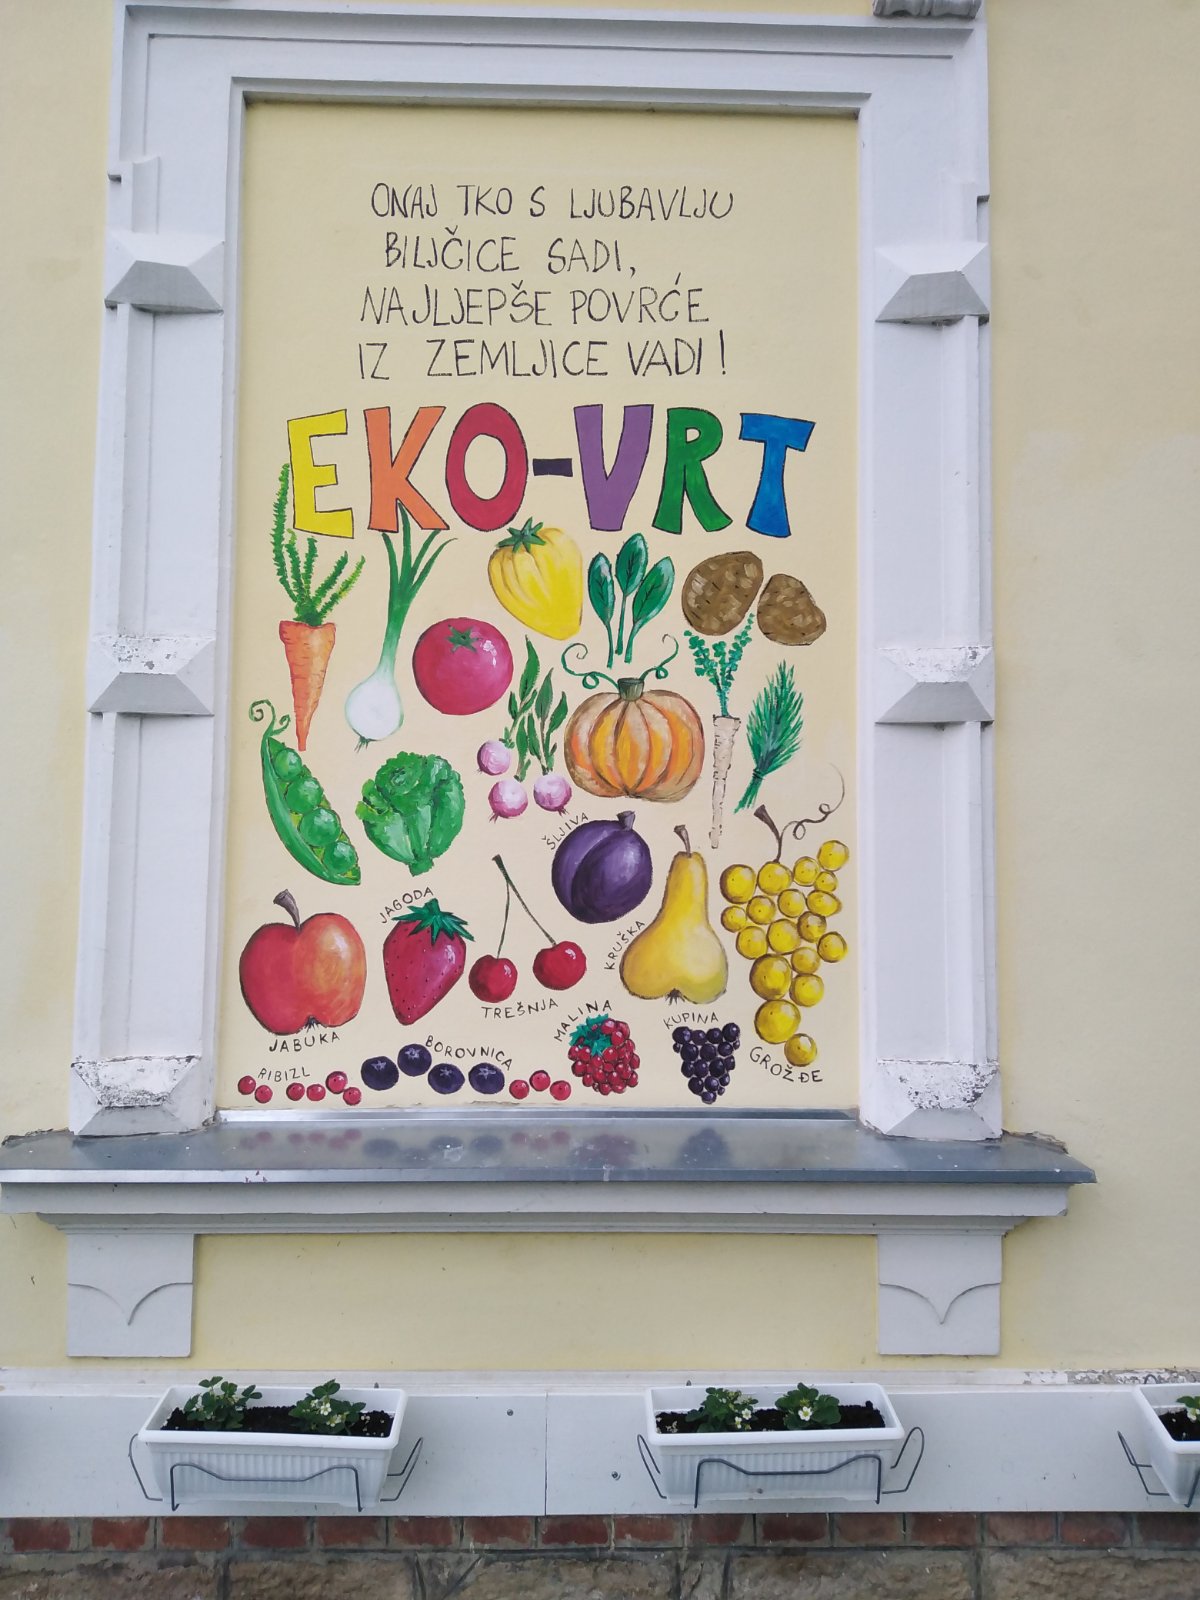 ONAJ TKO S LJUBAVLJU
BILJČICE SADI,
NAJLJEPŠE POVRĆE
IZ ZEMLJICE VADI!
EKO-VRT
ŠLJIVA
JAGODA
KRUŠKA
TREŠNJA
MALINA
KUPINA
JABUKA
BOROVNICA
GROŽĐE
RIBIZL